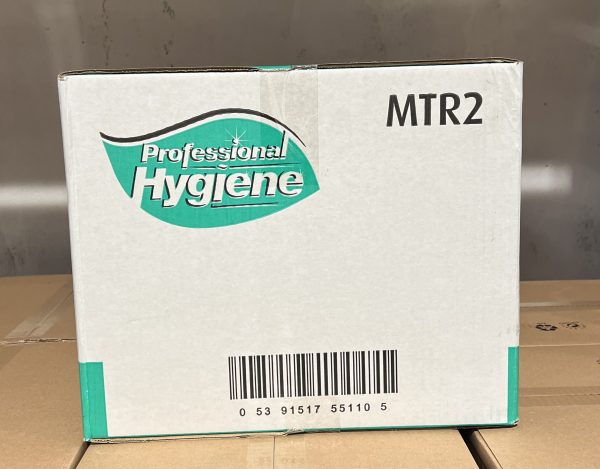 MTR2
Professional
Hygiene
0 53 91517 55110 5